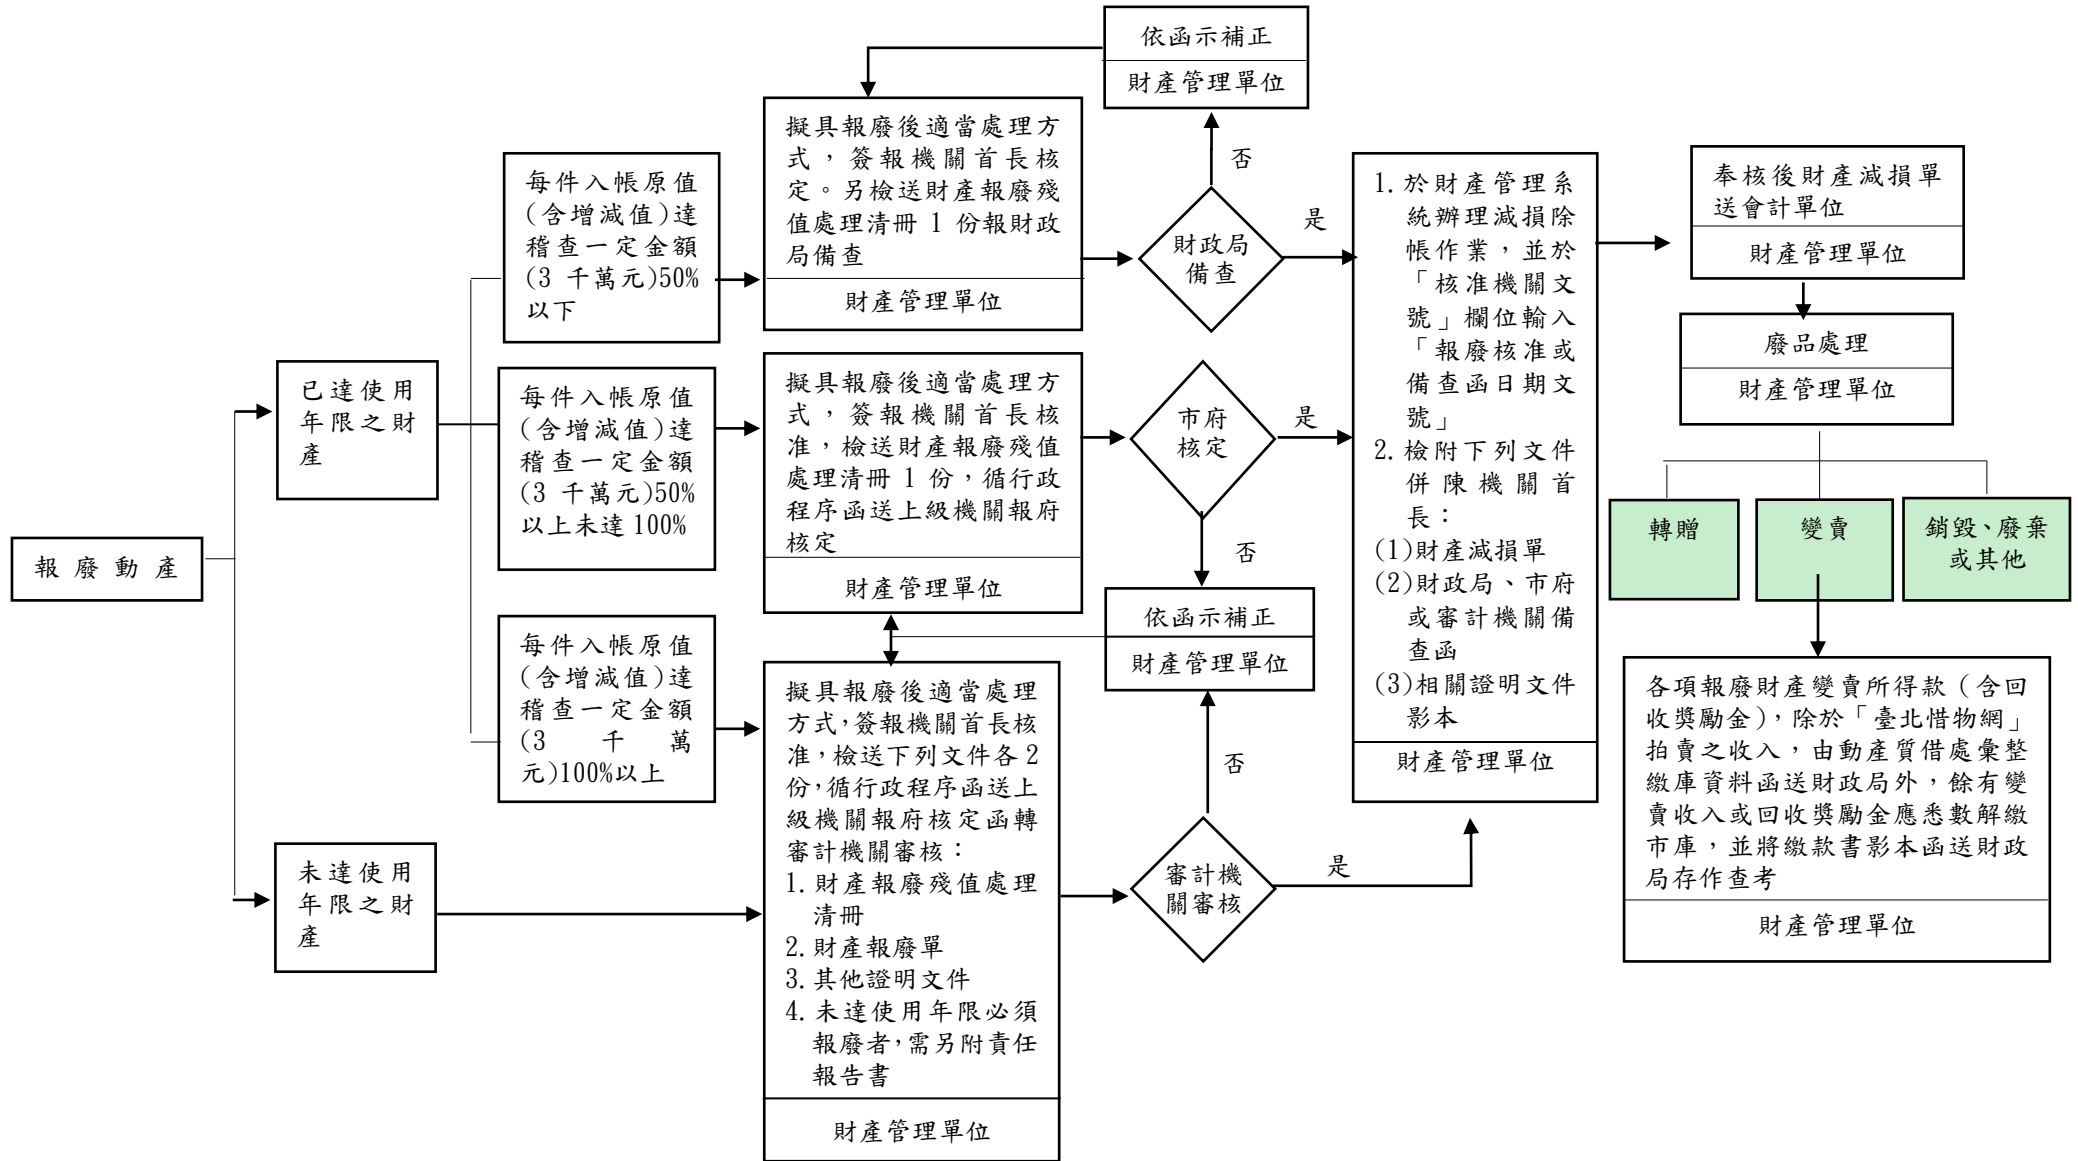 報廢動產
已達使用
年限之財
產
未達使用
年限之財
產
每件入帳原值
(含增減值)達
稽查一定金額
(3 千萬元)50%
以下
每件入帳原值
(含增減值)達
稽查一定金額
(3 千萬元)50%
以上未達 100%
每件入帳原值
(含增減值)達
稽查一定金額
(3 千 萬
元)100%以上
擬具報廢後適當處理方
式,簽報機關首長核
定。另檢送財產報廢殘
值處理清冊 1 份報財政
局備查
財產管理單位
擬具報廢後適當處理方
式,簽報機關首長核
准,檢送財產報廢殘值
處理清冊 1 份,循行政
程序函送上級機關報府
核定
財產管理單位
擬具報廢後適當處理
方式,簽報機關首長核
准,檢送下列文件各 2
份,循行政程序函送上
級機關報府核定函轉
審計機關審核:
1. 財產報廢殘值處理
清冊
2. 財產報廢單
3. 其他證明文件
4. 未達使用年限必須
報廢者,需另附責任
報告書
財產管理單位
依函示補正
財產管理單位
否
財政局
備查
是
市府
核定
是
否
依函示補正
財產管理單位
否
審計機
關審核
是
1. 於財產管理系
統辦理減損除
帳作業,並於
「核准機關文
號」欄位輸入
「報廢核准或
備查函日期文
號」
2. 檢附下列文件
併陳機關首
長:
(1)財產減損單
(2)財政局、市府
或審計機關備
查函
(3)相關證明文件
影本
財產管理單位
奉核後財產減損單
送會計單位
財產管理單位
廢品處理
財產管理單位
轉贈
變賣
銷毀、廢棄
或其他
各項報廢財產變賣所得款(含回
收獎勵金),除於「臺北惜物網」
拍賣之收入,由動產質借處彙整
繳庫資料函送財政局外,餘有變
賣收入或回收獎勵金應悉數解繳
市庫,並將繳款書影本函送財政
局存作查考
財產管理單位